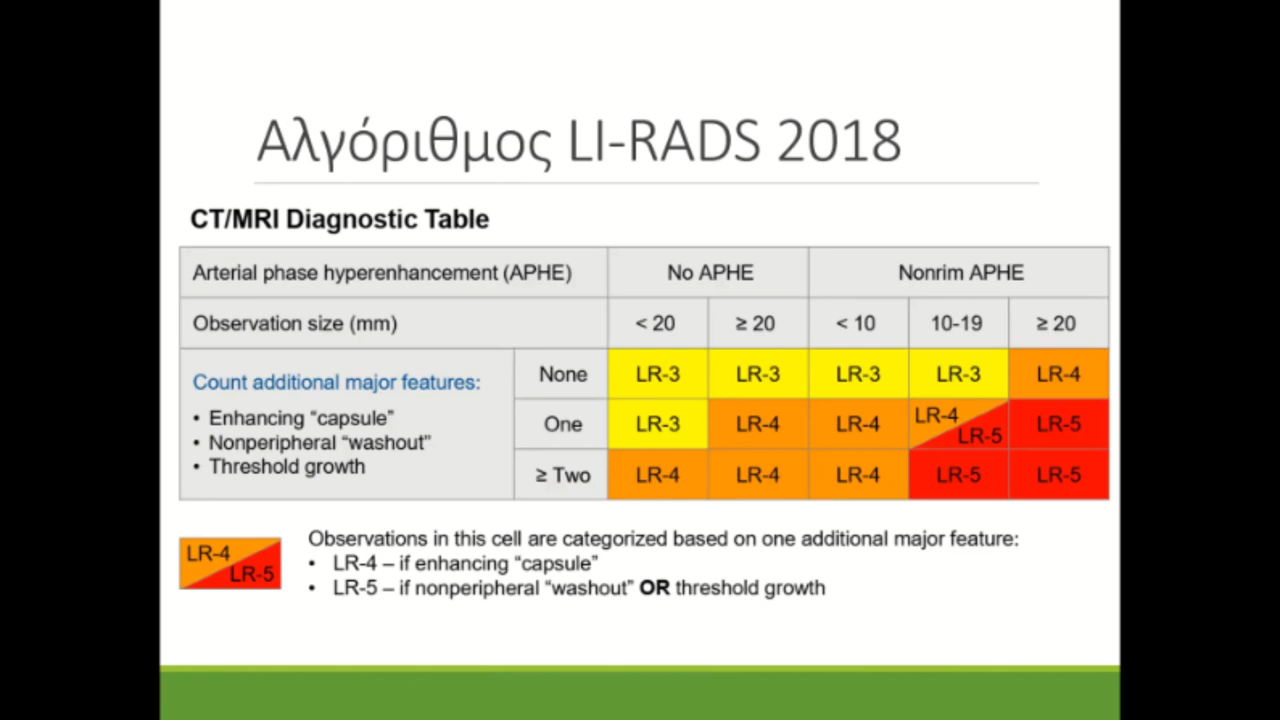 Αλγόριθμος LI-RADS 2018
CT/MRI Diagnostic Table
Arterial phase hyperenhancement (APHE) No APHE Nonrim APHE
Observation size (mm) < 20 ≥ 20 < 10 10-19 ≥ 20
Count additional major features:
• Enhancing “capsule”
• Nonperipheral “washout”
• Threshold growth
None LR-3 LR-3 LR-3 LR-3 LR-4
One LR-3 LR-4 LR-4 LR-4 LR-5 LR-5
≥ Two LR-4 LR-4 LR-4 LR-5 LR-5
LR-4
LR-5
Observations in this cell are categorized based on one additional major feature:
• LR-4 – if enhancing “capsule”
• LR-5 – if nonperipheral “washout” OR threshold growth